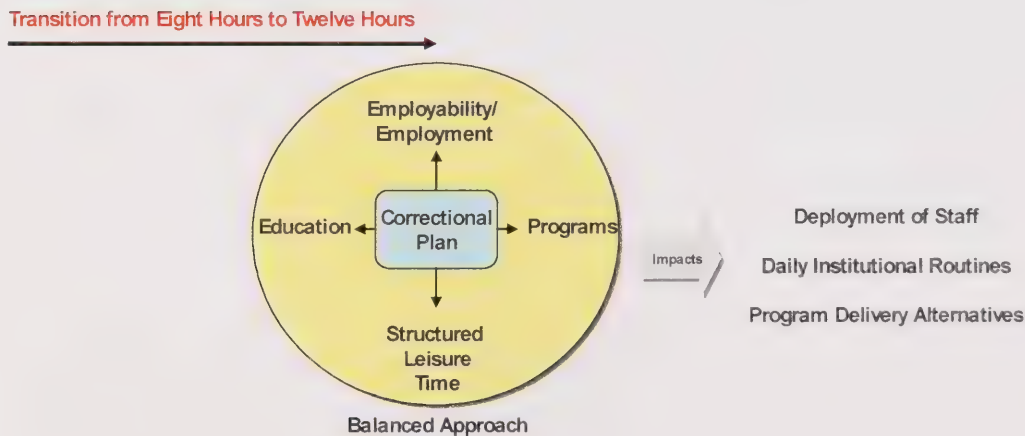 Transition from Eight Hours to Twelve Hours
Employability/
Employment
Education
Correctional
Plan
Programs
Structured
Leisure
Time
Balanced Approach
Impacts
Deployment of Staff
Daily Institutional Routines
Program Delivery Alternatives